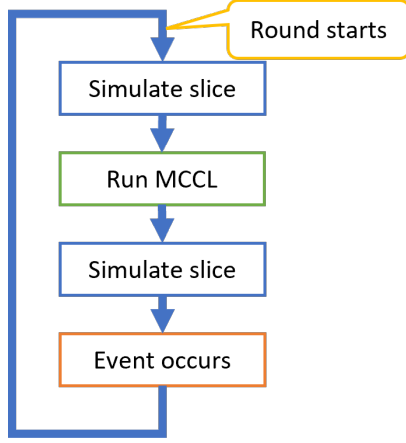 Round starts
Simulate slice
Run MCCL
Simulate slice
Event occurs